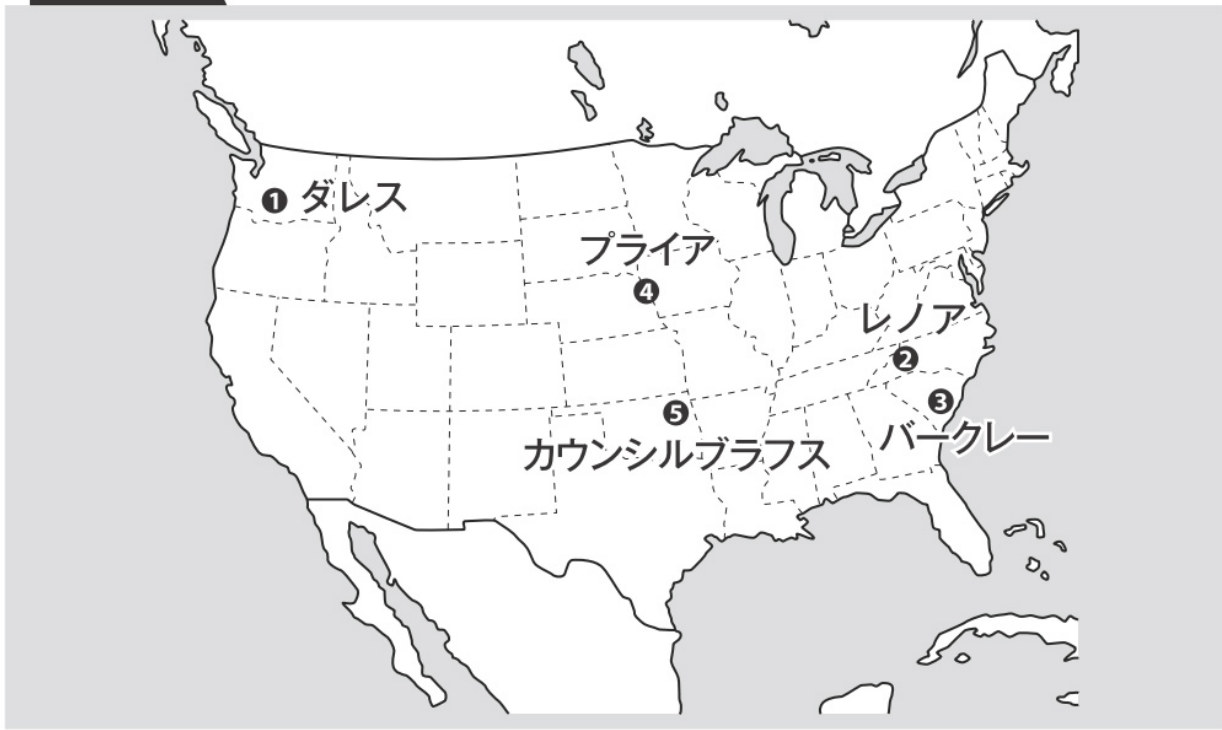 ❶ ダレス
プライア
❹
レノア
❷
❺
❸
カウンシルブラフス
バークレー